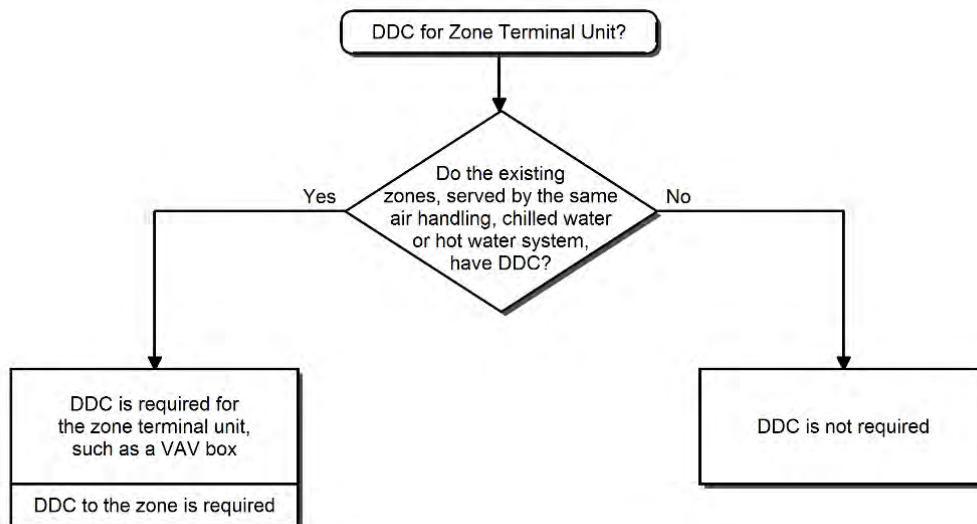 DDC for Zone Terminal Unit?
Do the existing
zones, served by the same
air handling, chilled water
or hot water system,
have DDC?
Yes
No
DDC is required for
the zone terminal unit,
such as a VAV box
DDC to the zone is required
DDC is not required